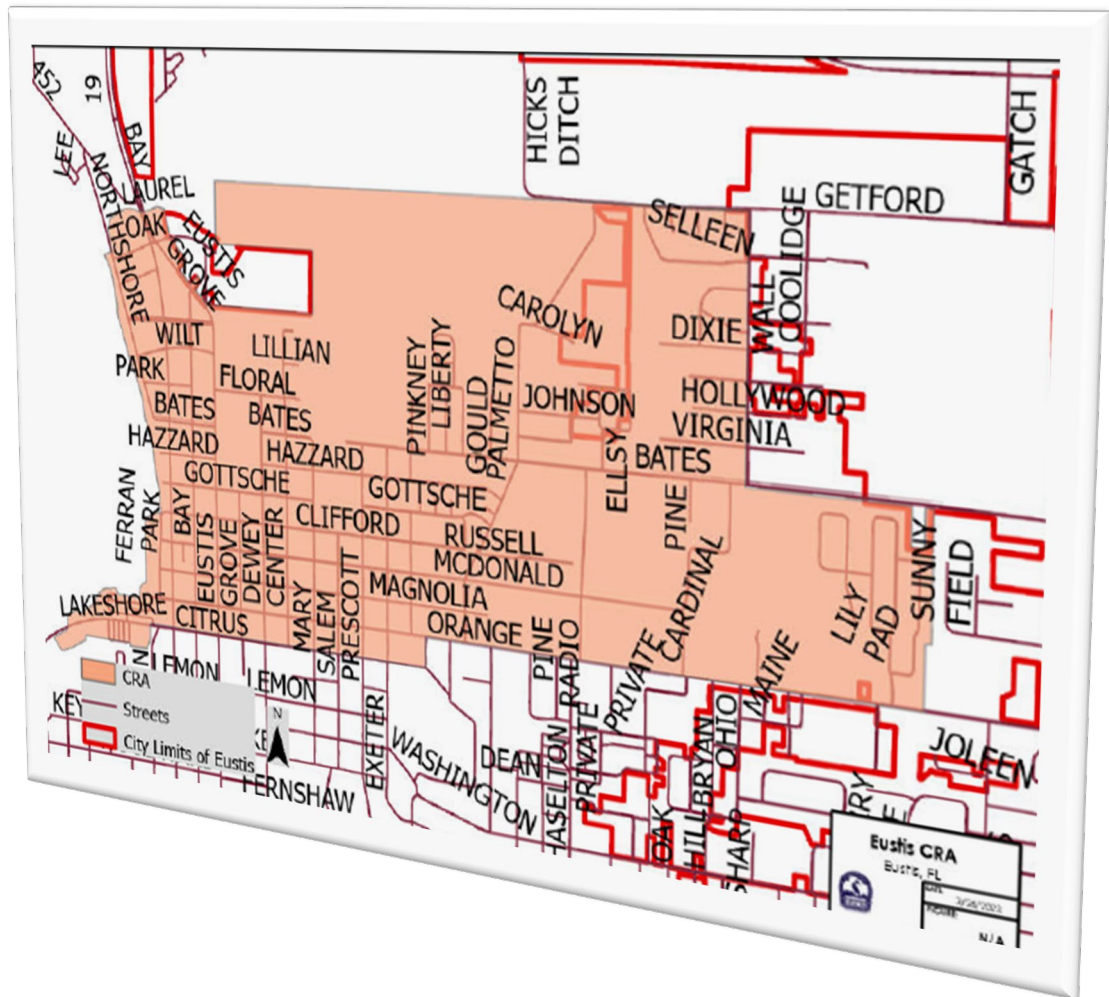 452
19
BAY
LEE
NORTHSHORE
LAUREL
OAK
EUSTIS
GROVE
HICKS
DITCH
GATCH
GETFORD
SELLEEN
COOLIDGE
WALL
CAROLYN
DIXIE
WILT
LILLIAN
PARK
FLORAL
PINKNEY
LIBERTY
GOULD
PALMETTO
JOHNSON
HOLLYWOOD
BATES
BATES
VIRGINIA
HAZZARD
HAZZARD
BATES
ELLSY
GOTTSCHE
GOTTSCHE
FERRAN
PARK
BAY
EUSTIS
GROVE
DEWEY
CENTER
CLIFFORD
RUSSELL
PINE
MCDONALD
CARDINAL
SUNNY
FIELD
LILY
PAD
MAGNOLIA
LAKESHORE
CITRUS
MARY
SALEM
PRESCOTT
ORANGE
PINE
RADIO
PRIVATE
MAINE
LEMON
LEMON
EXETER
WASHINGTON
DEAN
HASELTON
PRIVATE
HILL
BRYAN
OHIO
JOLEEN
FERNSHAW
OAK
SHARP
CRA
Streets
City Limits of Eustis
N
Eustis CRA
Eustis, FL
N/A